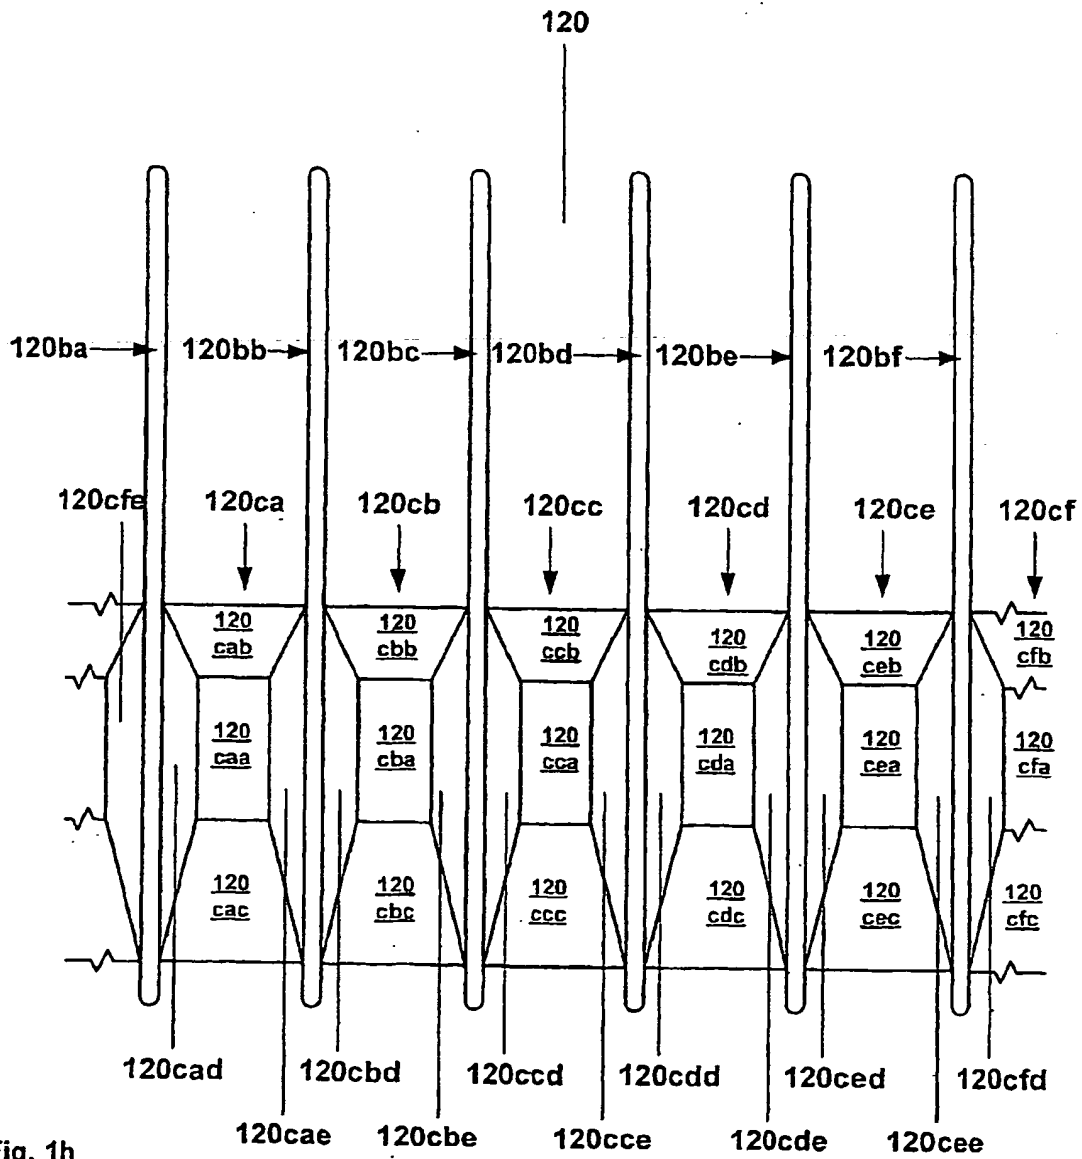 120
120ba 120bb 120bc 120bd 120be 120bf
120cfe 120ca 120cb 120cc 120cd 120ce 120cf
120 120 120 120 120 120
cab cbb ccb cdb ceb cfb
120 120 120 120 120 120
caa cba cca cda cea cfa
120 120 120 120 120 120
cac cbc ccc cdc cec cfc
120cad 120cbd 120ccd 120cdd 120ced 120cfd
120cae 120cbe 120cce 120cde 120cee
Fig. 1h